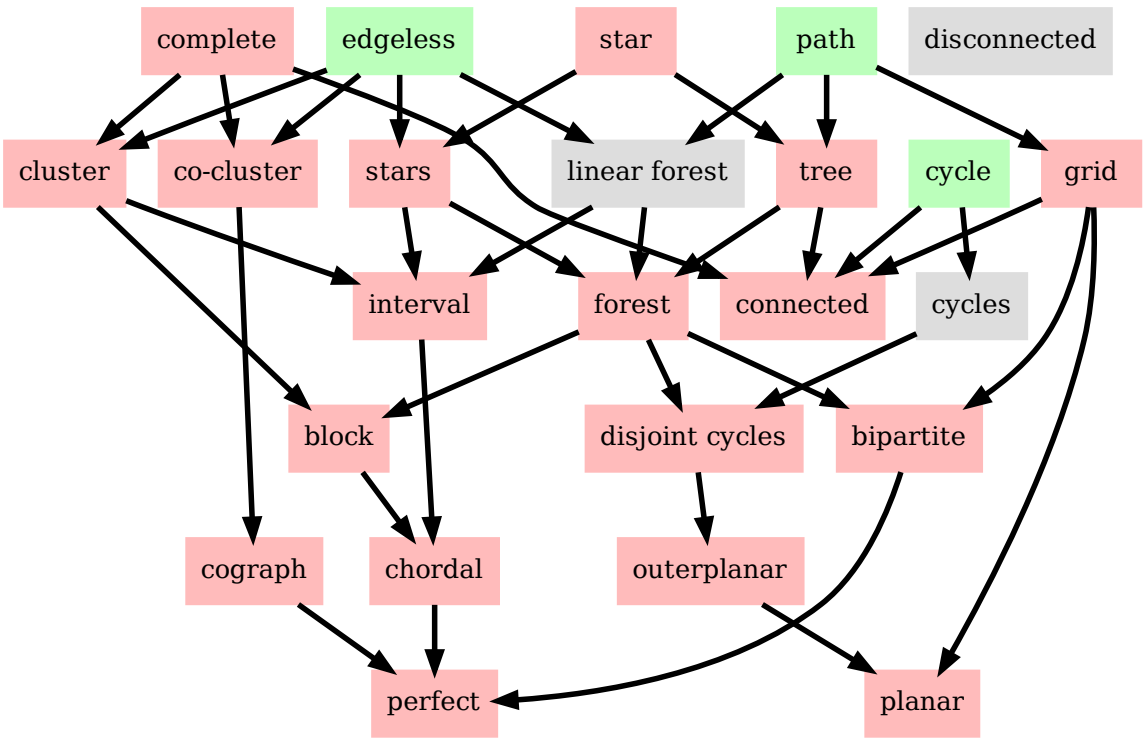 complete
edgeless
star
path
disconnected
cluster
co-cluster
stars
linear forest
tree
cycle
grid
interval
forest
connected
cycles
block
disjoint cycles
bipartite
cograph
chordal
outerplanar
perfect
planar